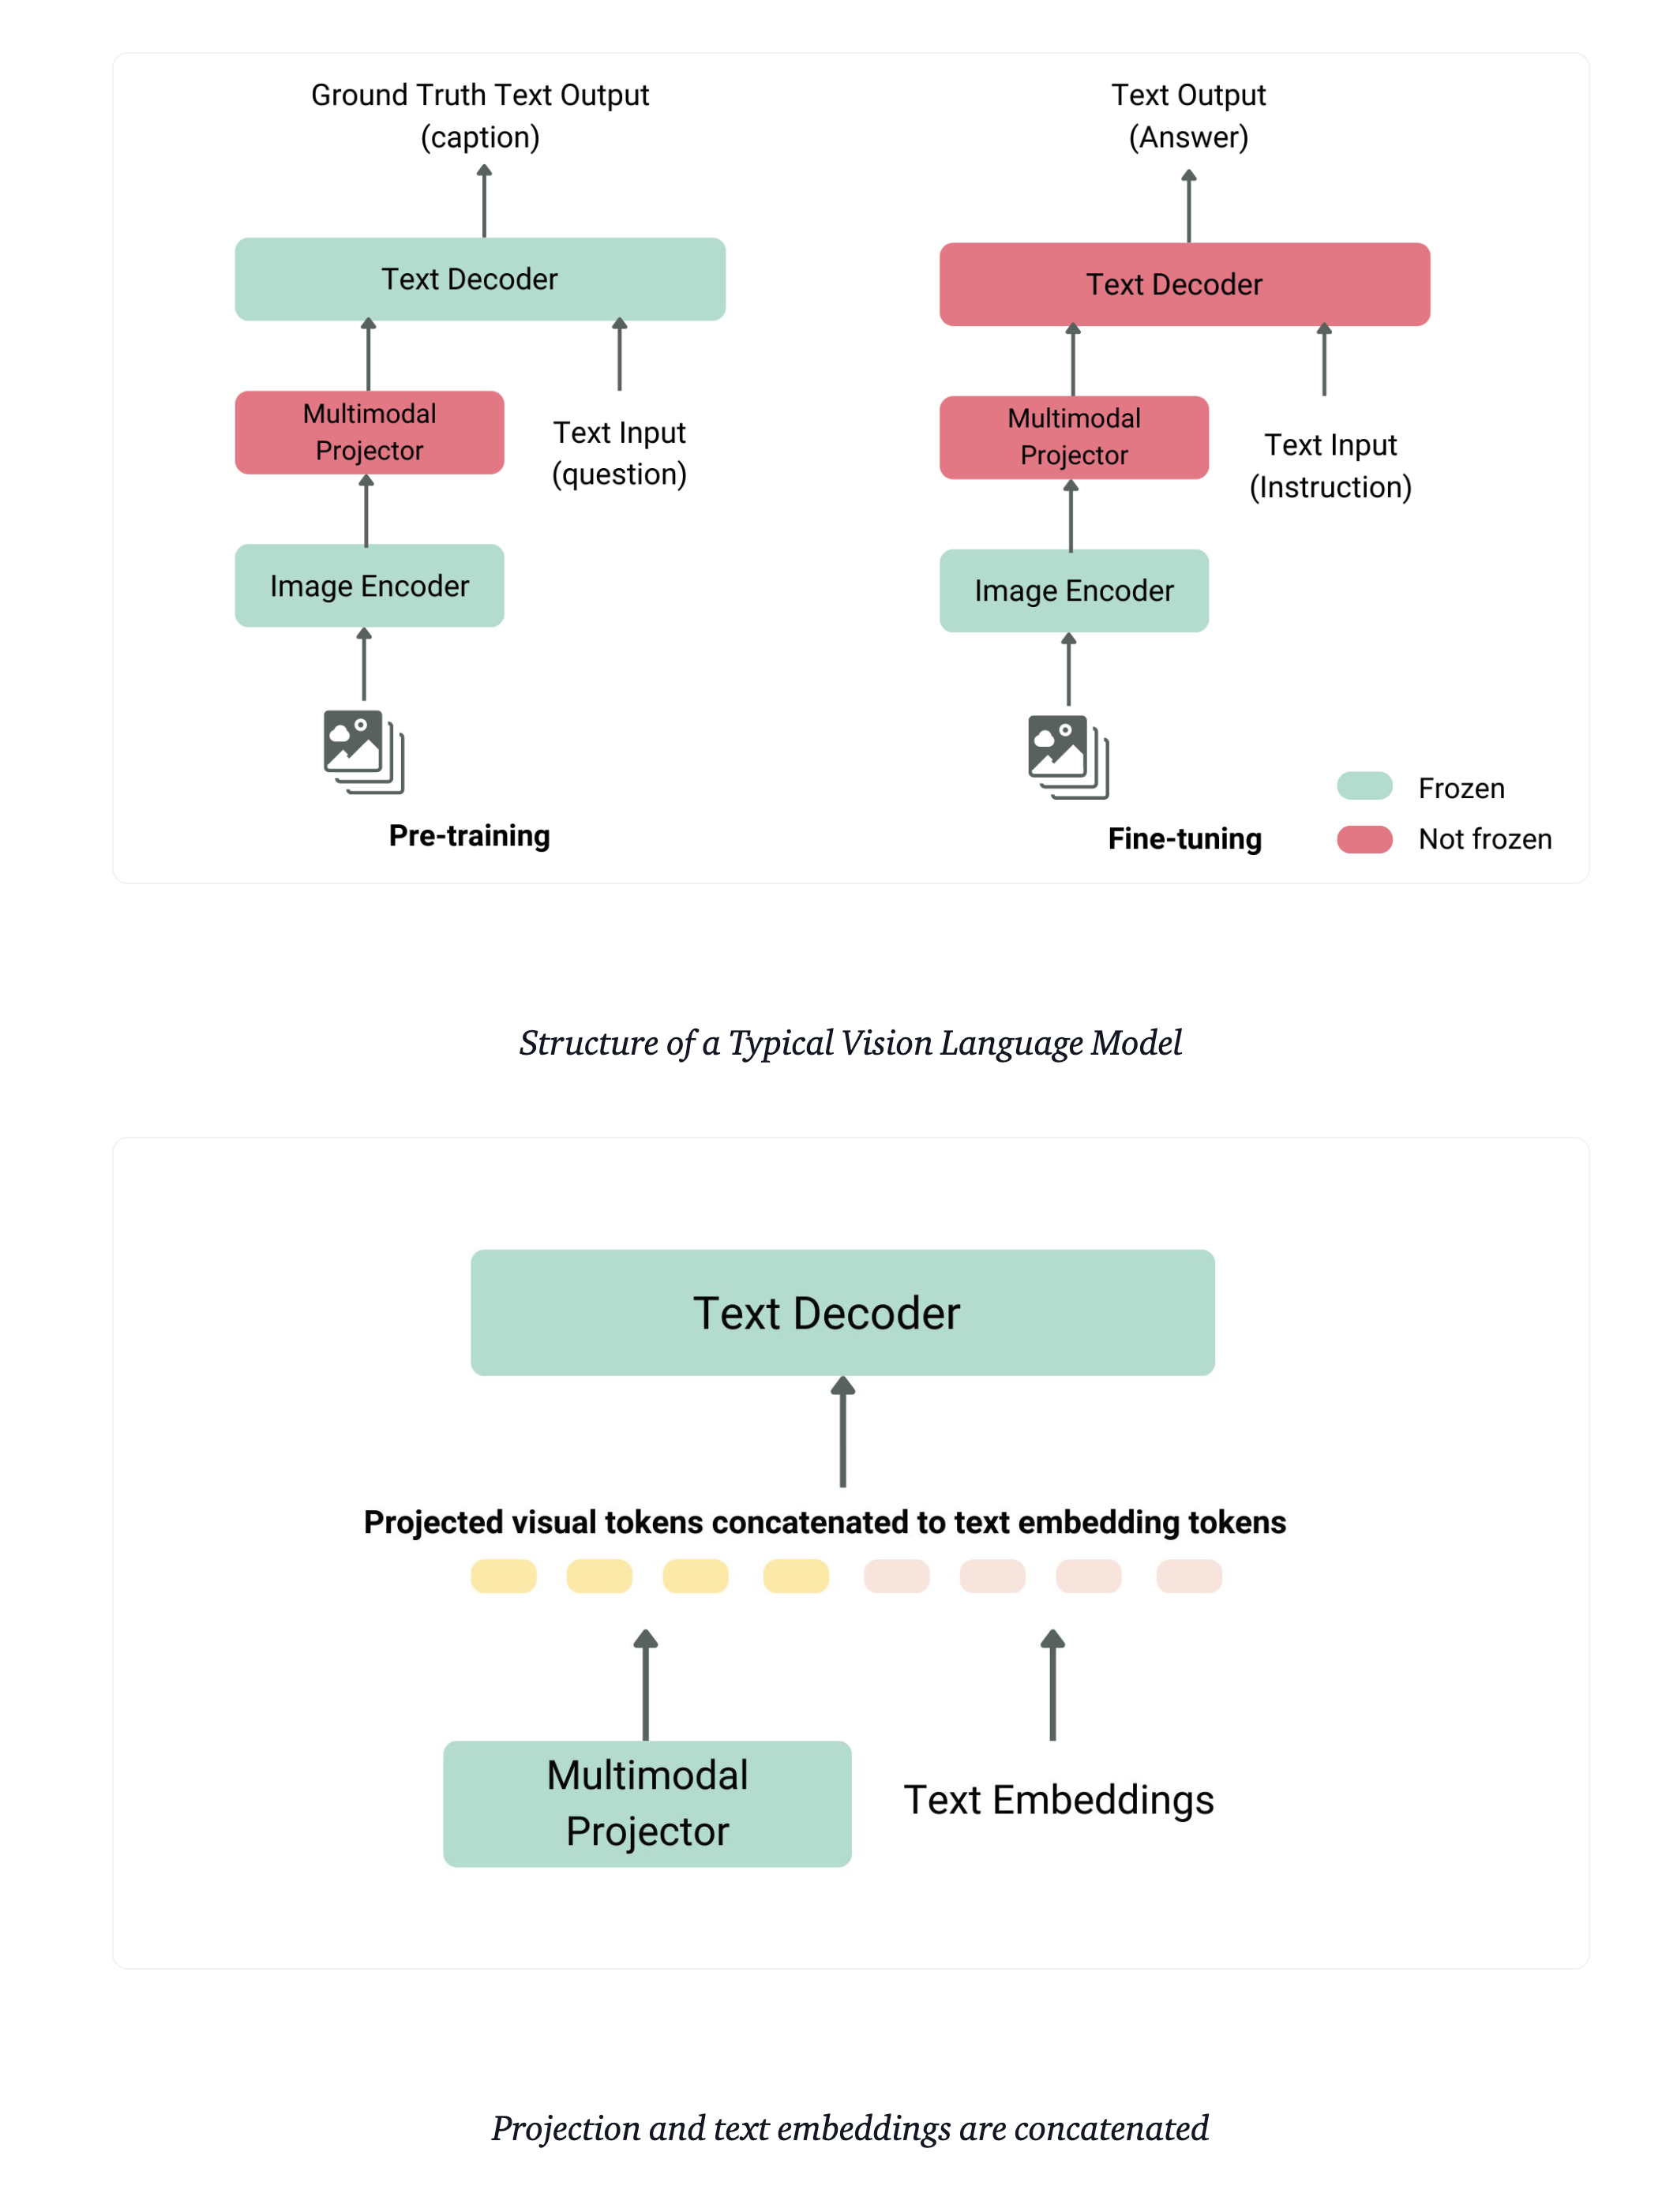 Ground Truth Text Output
(caption)
Text Decoder
Multimodal
Projector
Text Input
(question)
Image Encoder
Pre-training
Text Output
(Answer)
Text Decoder
Multimodal
Projector
Text Input
(Instruction)
Image Encoder
Fine-tuning
Frozen
Not frozen
Structure of a Typical Vision Language Model
Text Decoder
Projected visual tokens concatenated to text embedding tokens
Multimodal
Projector
Text Embeddings
Projection and text embeddings are concatenated